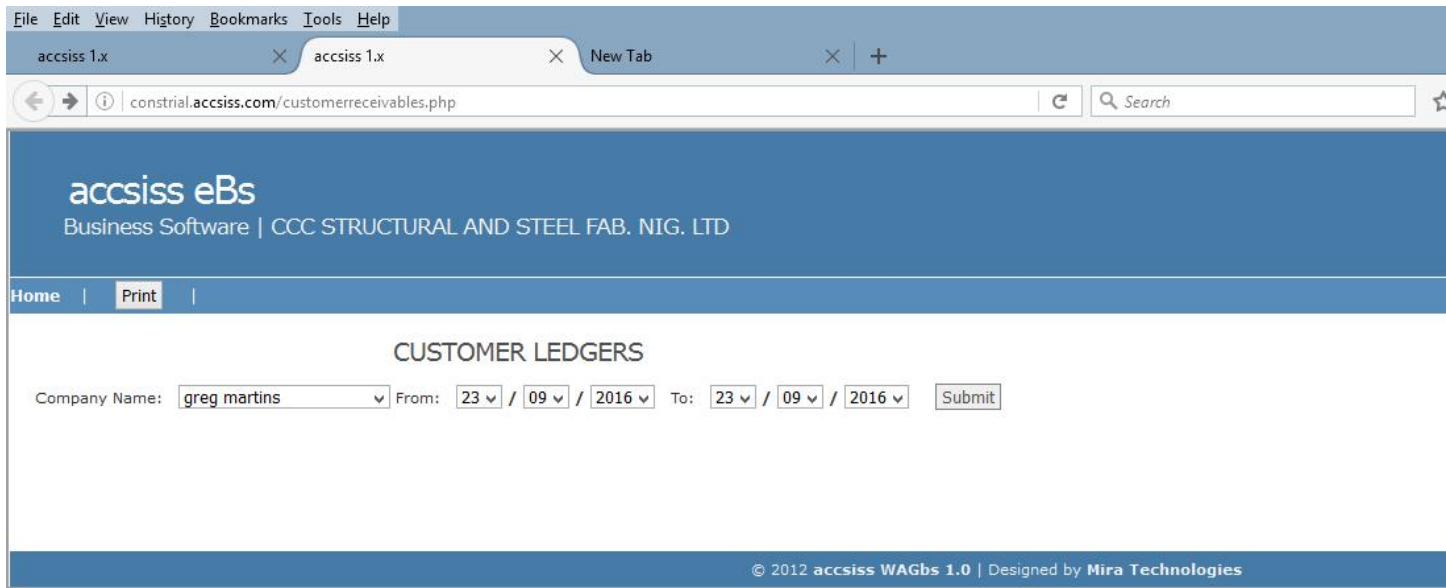 File Edit View History Bookmarks Tools Help
accsiss 1.x accsiss 1.x New Tab
constrial.accsiss.com/customerreceivables.php Search
accsiss eBs
Business Software | CCC STRUCTURAL AND STEEL FAB. NIG. LTD
Home | Print |
CUSTOMER LEDGERS
Company Name: greg martins From: 23 / 09 / 2016 To: 23 / 09 / 2016 Submit
© 2012 accsiss WAGbs 1.0 | Designed by Mira Technologies